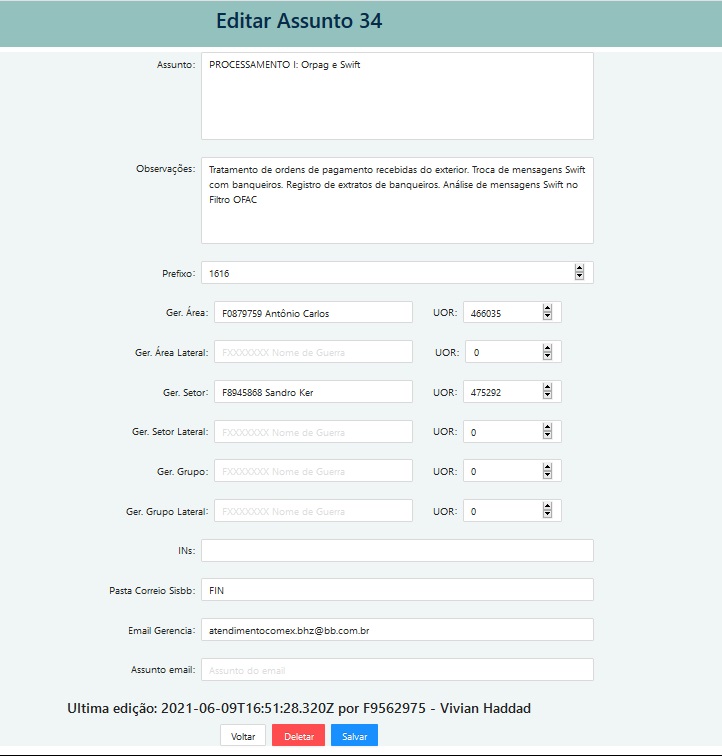 Editar Assunto 34
Assunto: PROCESSAMENTO I: Orpag e Swift
Observações: Tratamento de ordens de pagamento recebidas do exterior. Troca de mensagens Swift
com banqueiros. Registro de extratos de banqueiros. Análise de mensagens Swift no
Filtro OFAC
Prefixo: 1616
Ger. Área: F0879759 Antônio Carlos UOR: 466035
Ger. Área Lateral: FXXXXXXX Nome de Guerra UOR: 0
Ger. Setor: F8945868 Sandro Ker UOR: 475292
Ger. Setor Lateral: FXXXXXXX Nome de Guerra UOR: 0
Ger. Grupo: FXXXXXXX Nome de Guerra UOR: 0
Ger. Grupo Lateral: FXXXXXXX Nome de Guerra UOR: 0
INs:
Pasta Correio Sisbb: FIN
Email Gerencia: atendimentocomex.bhz@bb.com.br
Assunto email: Assunto do email
Ultima edição: 2021-06-09T16:51:28.320Z por F9562975 - Vivian Haddad
Voltar Deletar Salvar